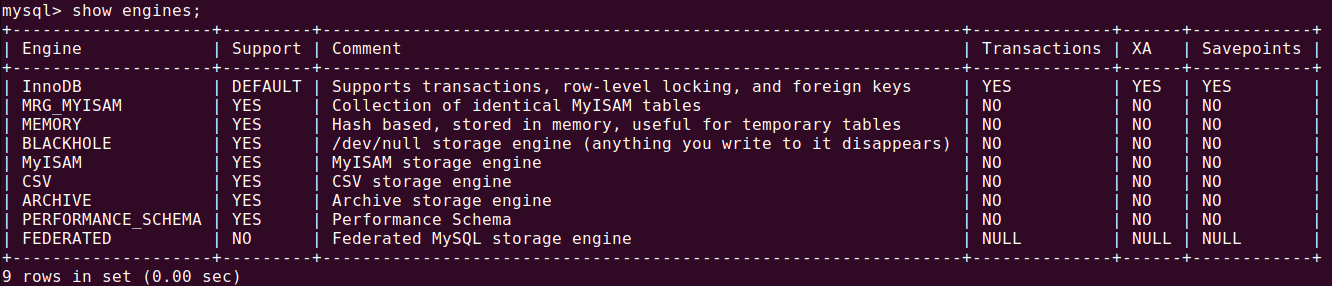 mysql> show engines;
+--------------------+---------+----------------------------------------------------------------+--------------+------+------------+
| Engine             | Support | Comment                                                        | Transactions | XA   | Savepoints |
+--------------------+---------+----------------------------------------------------------------+--------------+------+------------+
| InnoDB             | DEFAULT | Supports transactions, row-level locking, and foreign keys     | YES          | YES  | YES        |
| MRG_MYISAM         | YES     | Collection of identical MyISAM tables                          | NO           | NO   | NO         |
| MEMORY             | YES     | Hash based, stored in memory, useful for temporary tables      | NO           | NO   | NO         |
| BLACKHOLE          | YES     | /dev/null storage engine (anything you write to it disappears) | NO           | NO   | NO         |
| MyISAM             | YES     | MyISAM storage engine                                          | NO           | NO   | NO         |
| CSV                | YES     | CSV storage engine                                             | NO           | NO   | NO         |
| ARCHIVE            | YES     | Archive storage engine                                         | NO           | NO   | NO         |
| PERFORMANCE_SCHEMA | YES     | Performance Schema                                             | NO           | NO   | NO         |
| FEDERATED          | NO      | Federated MySQL storage engine                                 | NULL         | NULL | NULL       |
+--------------------+---------+----------------------------------------------------------------+--------------+------+------------+
9 rows in set (0.00 sec)